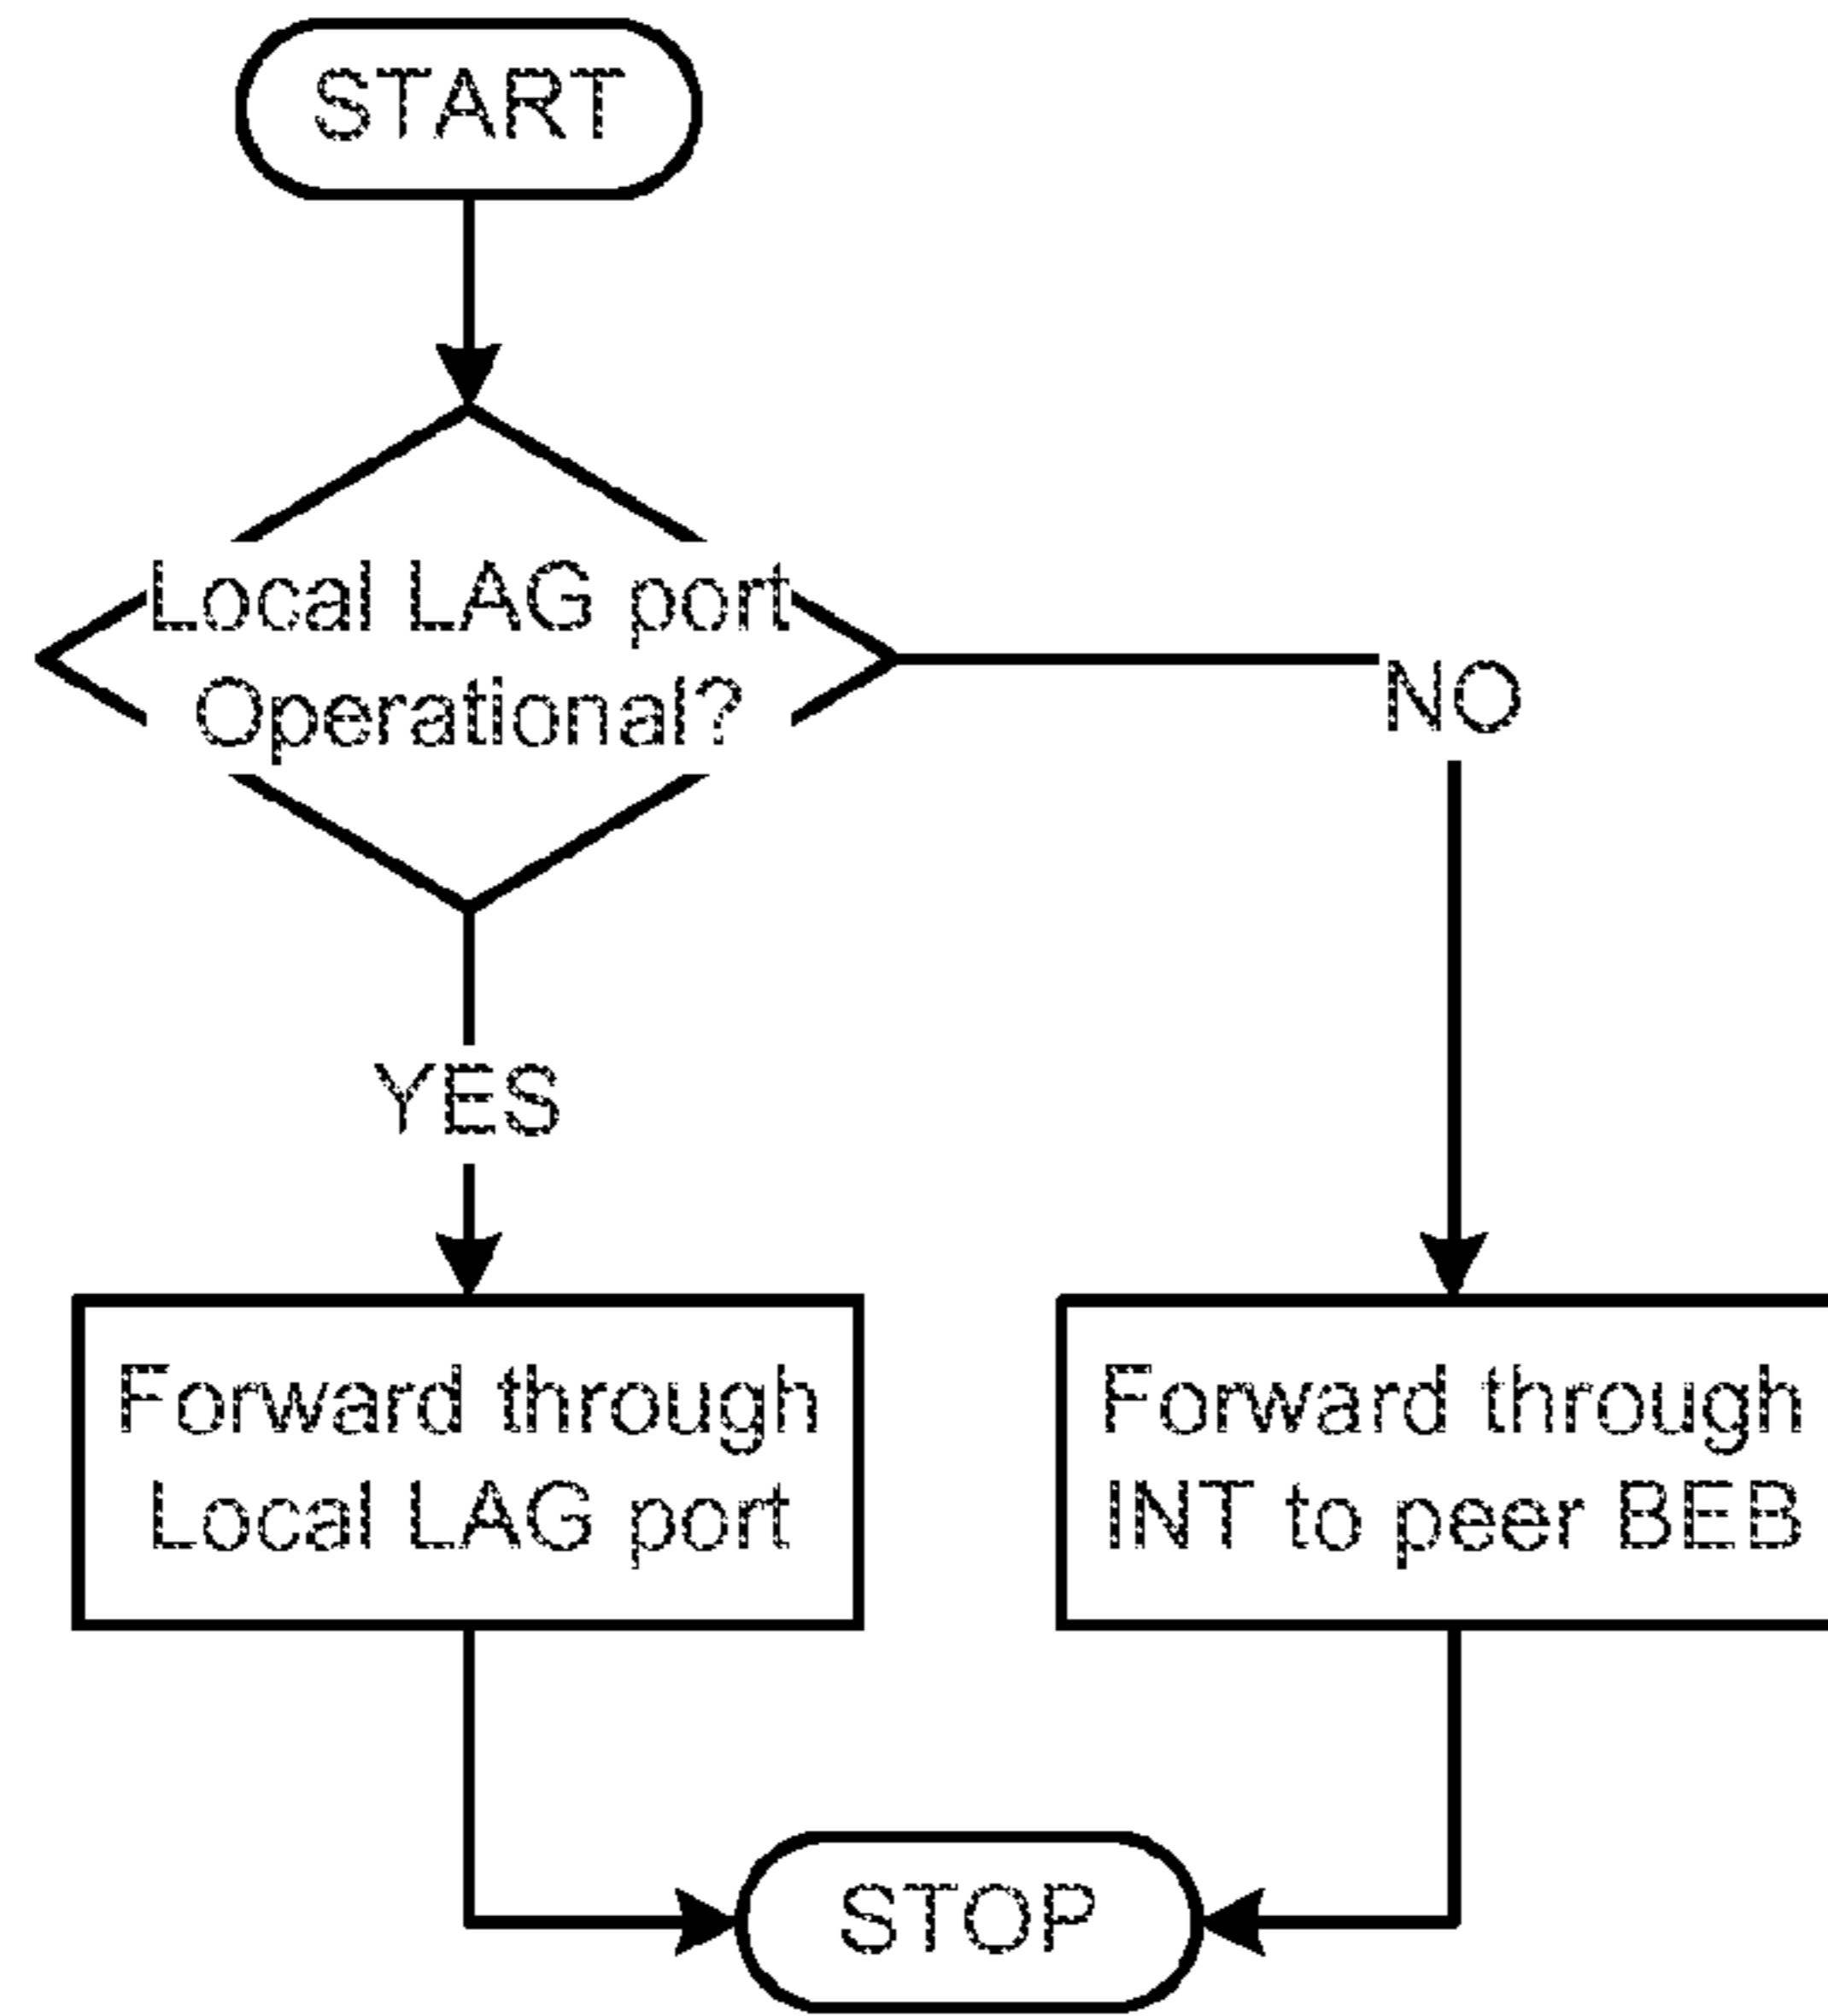 START
Local LAG port
Operational?
NO
YES
Forward through
Local LAG port
Forward through
INT to peer BEB
STOP